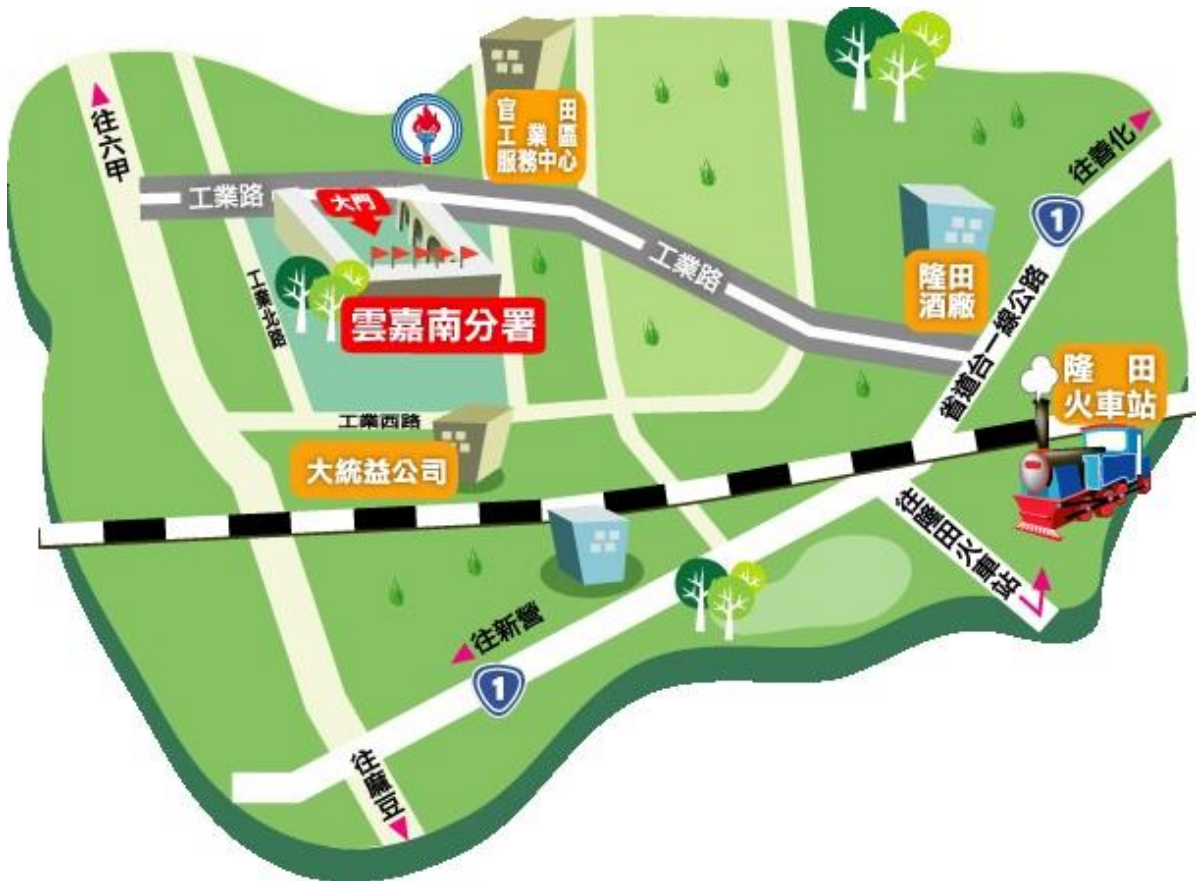 往六甲
官田
工業區
服務中心
往善化
1
工業路
大門
工業路
隆田
酒廠
工業北路
雲嘉南分署
省道台一線公路
隆田
火車站
工業西路
大統益公司
往隆田火車站
往新營
1
往麻豆